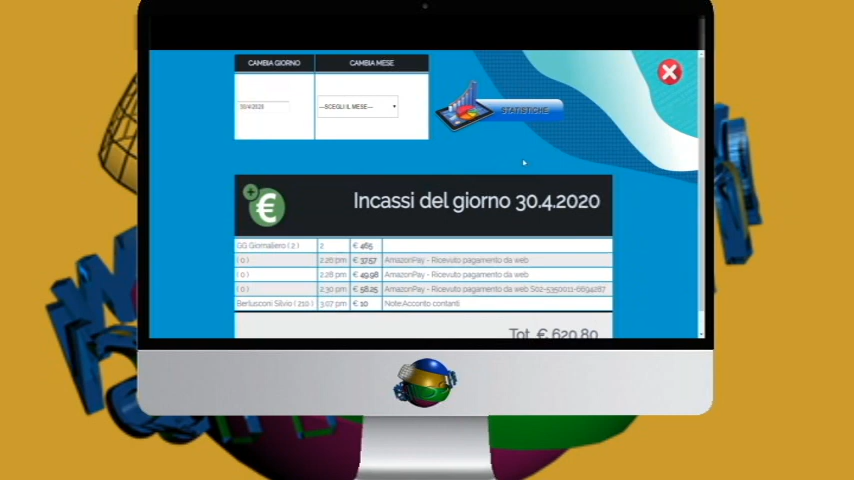 CAMBIA GIORNO CAMBIA MESE
30/4/2020 ---SCEGLI IL MESE---
STATISTICHE
Incassi del giorno 30.4.2020
GG Giornaliero ( 2 ) 2 € 465
( 0 ) 2:26 pm € 37.57 AmazonPay - Ricevuto pagamento da web
( 0 ) 2:28 pm € 49.98 AmazonPay - Ricevuto pagamento da web
( 0 ) 2:30 pm € 58.25 AmazonPay - Ricevuto pagamento da web S02-5350011-6694287
Berlusconi Silvio ( 210 ) 3:07 pm € 10 Note:Acconto contanti
Tot. € 620.80